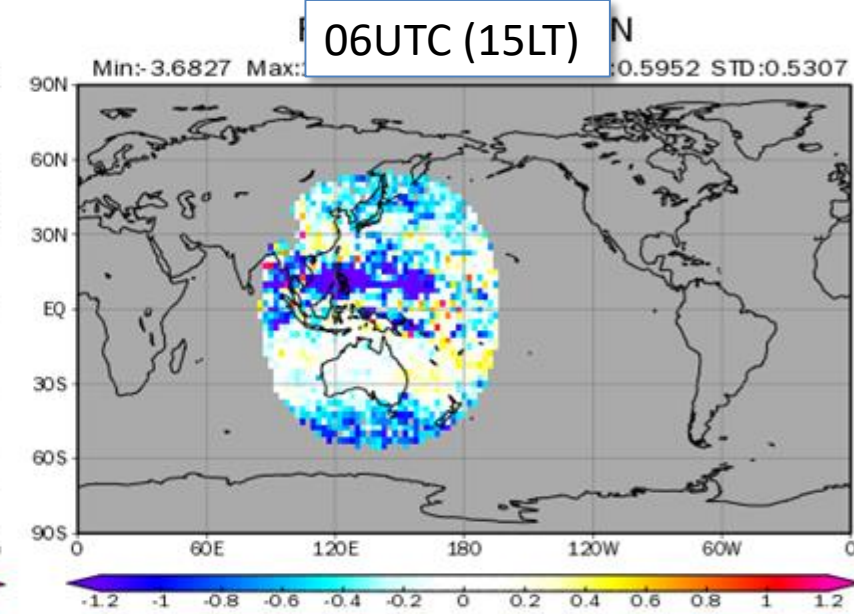 06UTC (15LT)
N
Min:-3.6827 Max: :0.5952 STD:0.5307
90N
60N
30N
EQ
30S
60S
90S
0 60E 120E 180 120W 60W 0
-1.2 -1 -0.8 -0.6 -0.4 -0.2 0 0.2 0.4 0.6 0.8 1 1.2